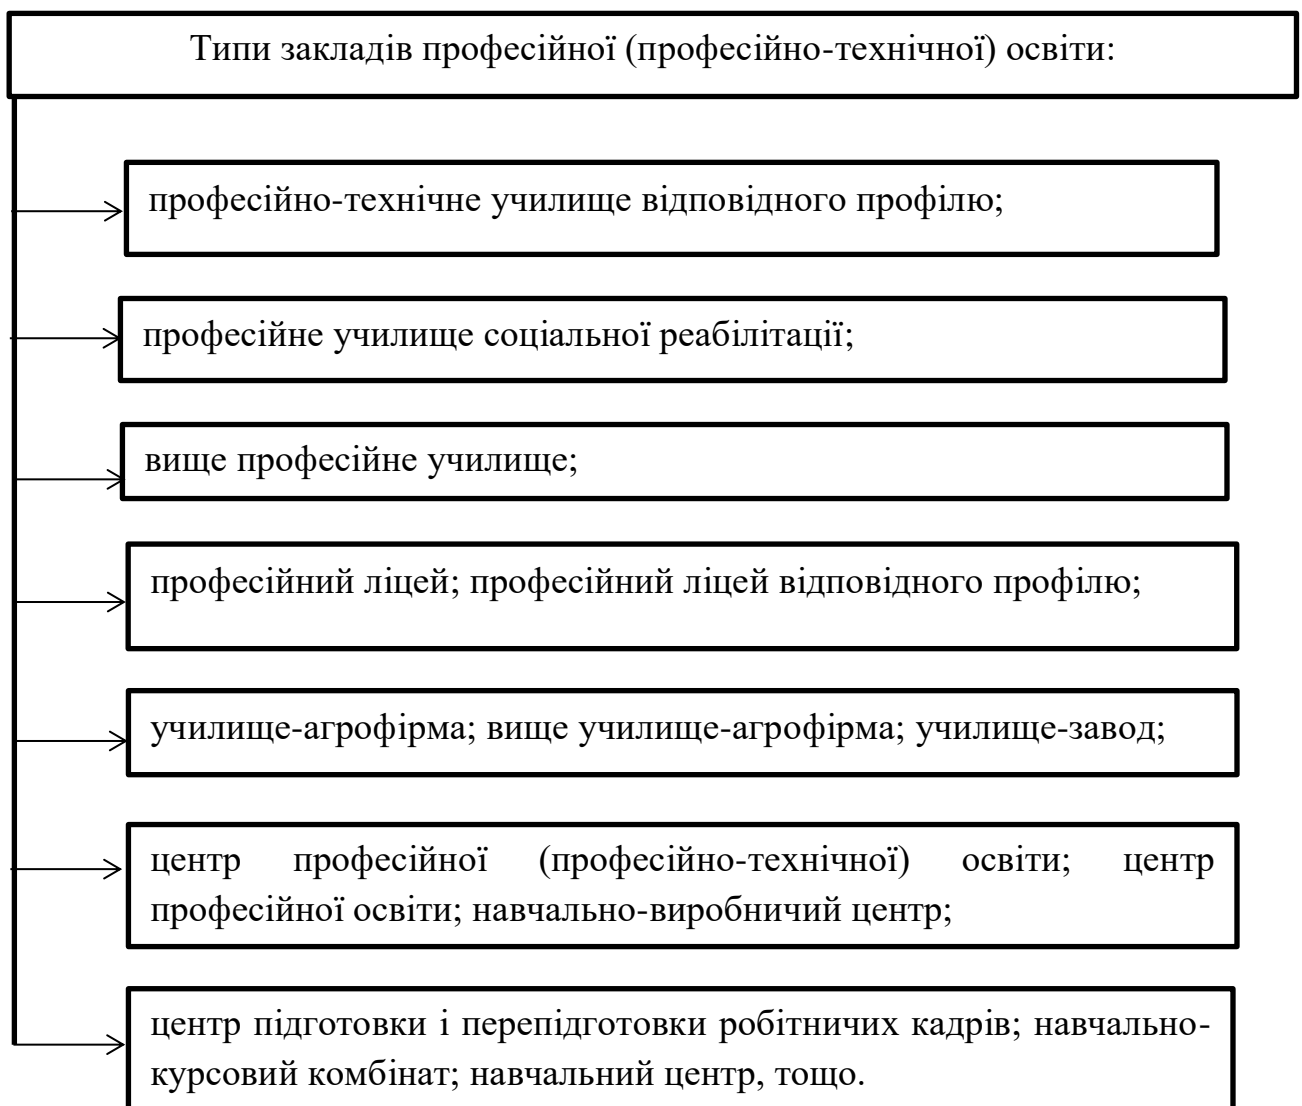 Типи закладів професійної (професійно-технічної) освіти:
професійно-технічне училище відповідного профілю;
професійне училище соціальної реабілітації;
вище професійне училище;
професійний ліцей; професійний ліцей відповідного профілю;
училище-агрофірма; вище училище-агрофірма; училище-завод;
центр професійної (професійно-технічної) освіти; центр
професійної освіти; навчально-виробничий центр;
центр підготовки і перепідготовки робітничих кадрів; навчально-
курсовий комбінат; навчальний центр, тощо.